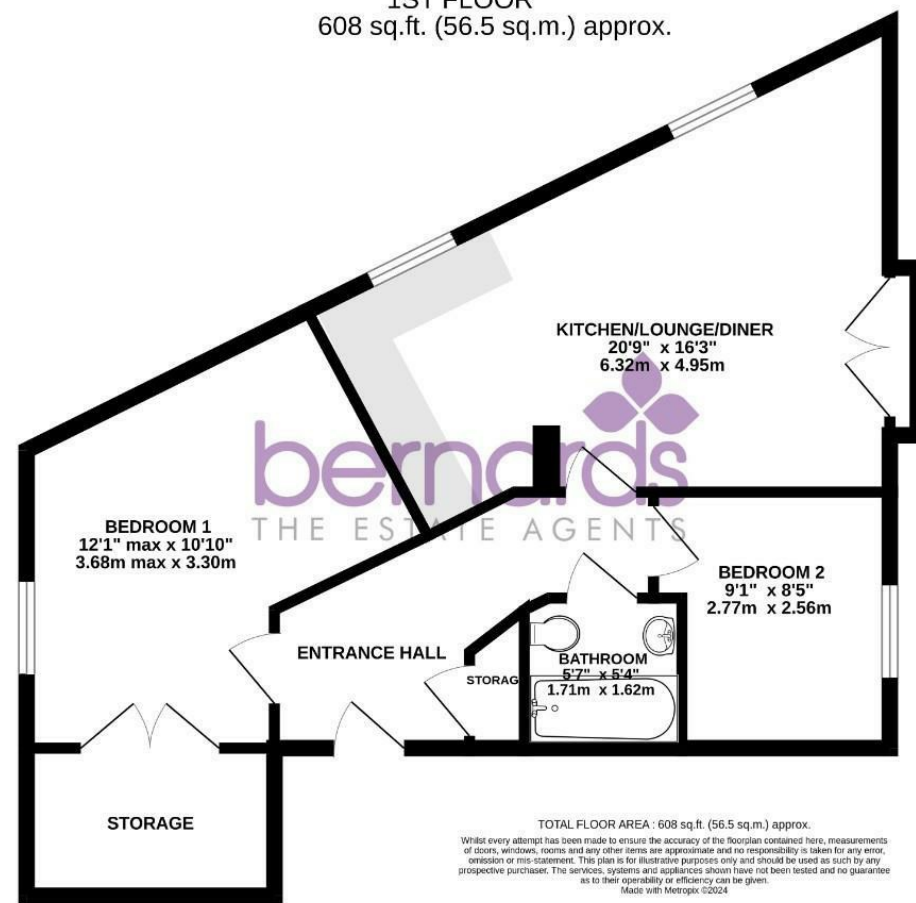 1ST FLOOR
608 sq.ft. (56.5 sq.m.) approx.
KITCHEN/LOUNGE/DINER
20'9" x 16'3"
6.32m x 4.95m
bernards
THE ESTATE AGENTS
BEDROOM 1
12'1" max x 10'10"
3.68m max x 3.30m
BEDROOM 2
9'1" x 8'5"
2.77m x 2.56m
ENTRANCE HALL
STORAG
BATHROOM
5'7" x 5'4"
1.71m x 1.62m
STORAGE
TOTAL FLOOR AREA : 608 sq.ft. (56.5 sq.m.) approx.
Whilst every attempt has been made to ensure the accuracy of the floorplan contained here, measurements
of doors, windows, rooms and any other items are approximate and no responsibility is taken for any error,
omission or mis-statement. This plan is for illustrative purposes only and should be used as such by any
prospective purchaser. The services, systems and appliances shown have not been tested and no guarantee
as to their operability or efficiency can be given.
Made with Metropix ©2024